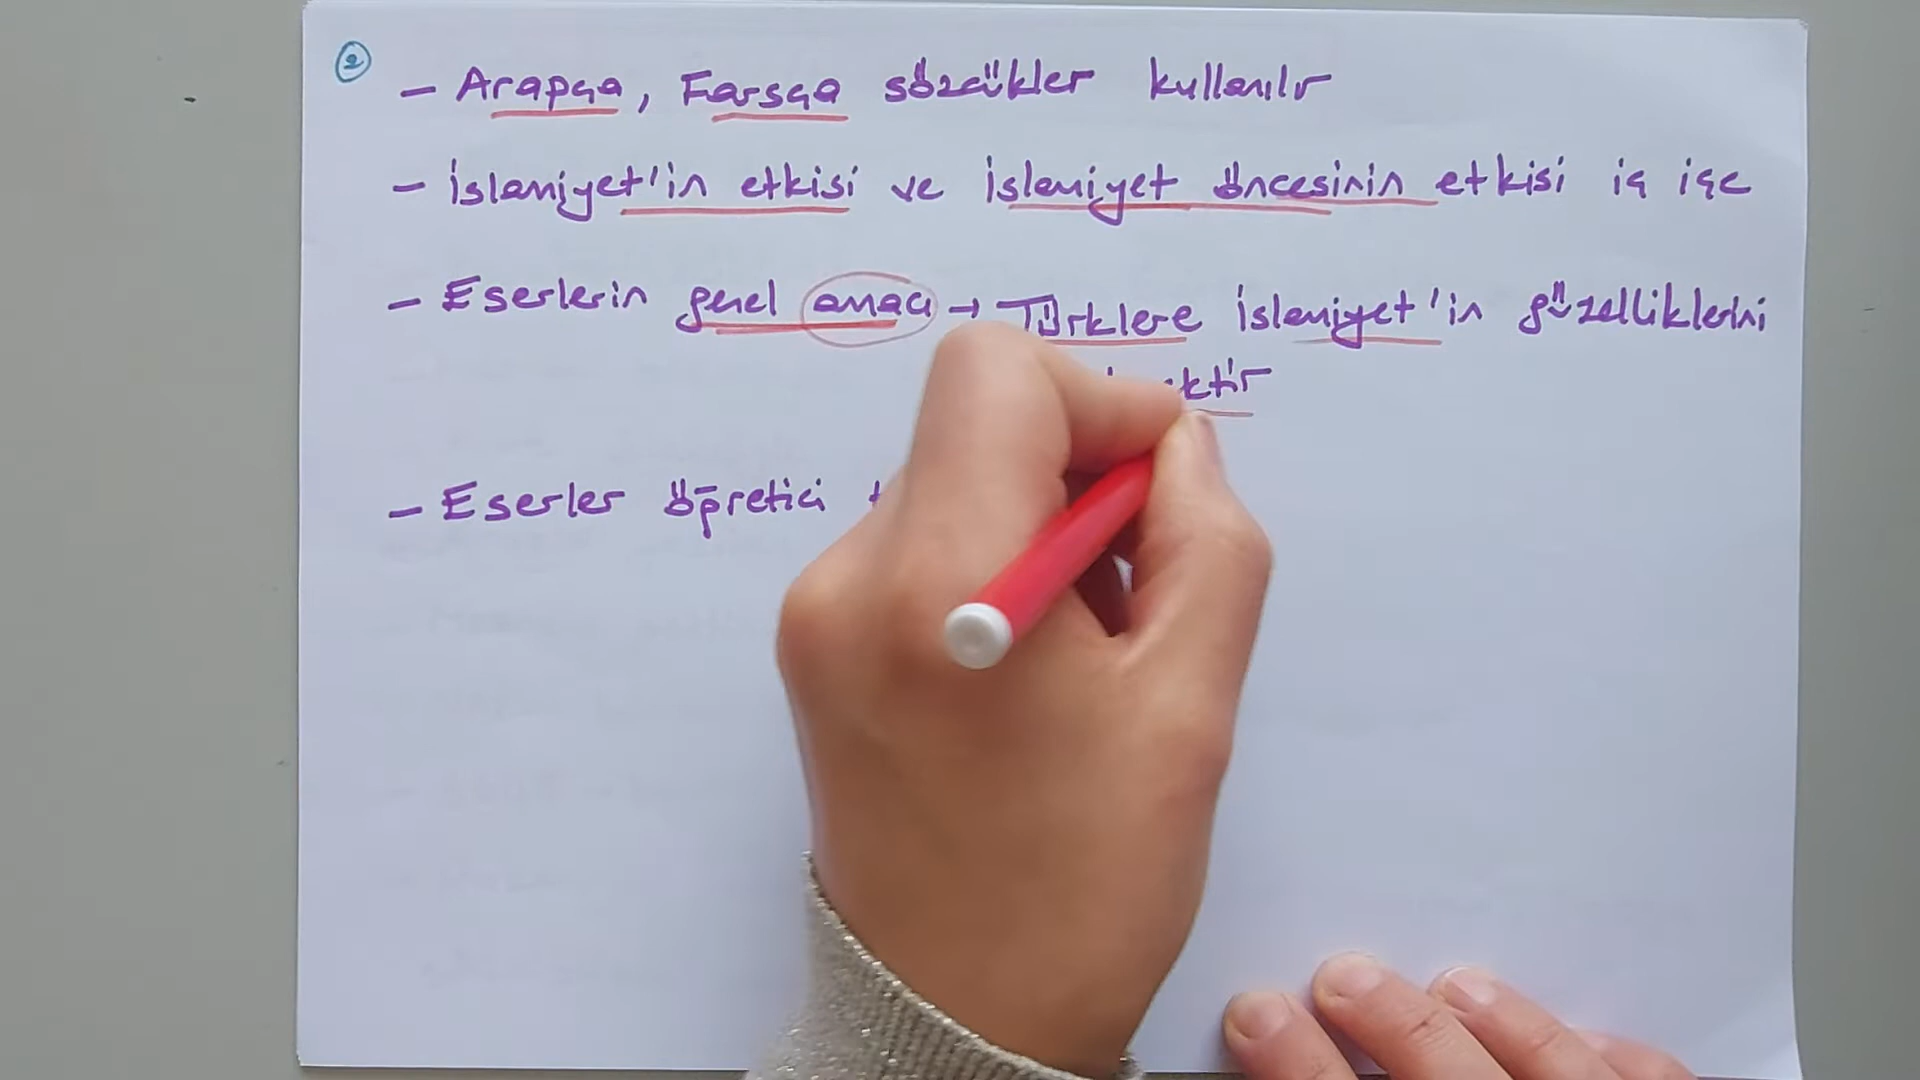 2
- Arapça, Farsça sözcükler kullanılır
- İslamiyet'in etkisi ve İslamiyet öncesinin etkisi iç içe
- Eserlerin genel amacı → Türklere İslamiyet'in güzelliklerini
- Eserler öğretici